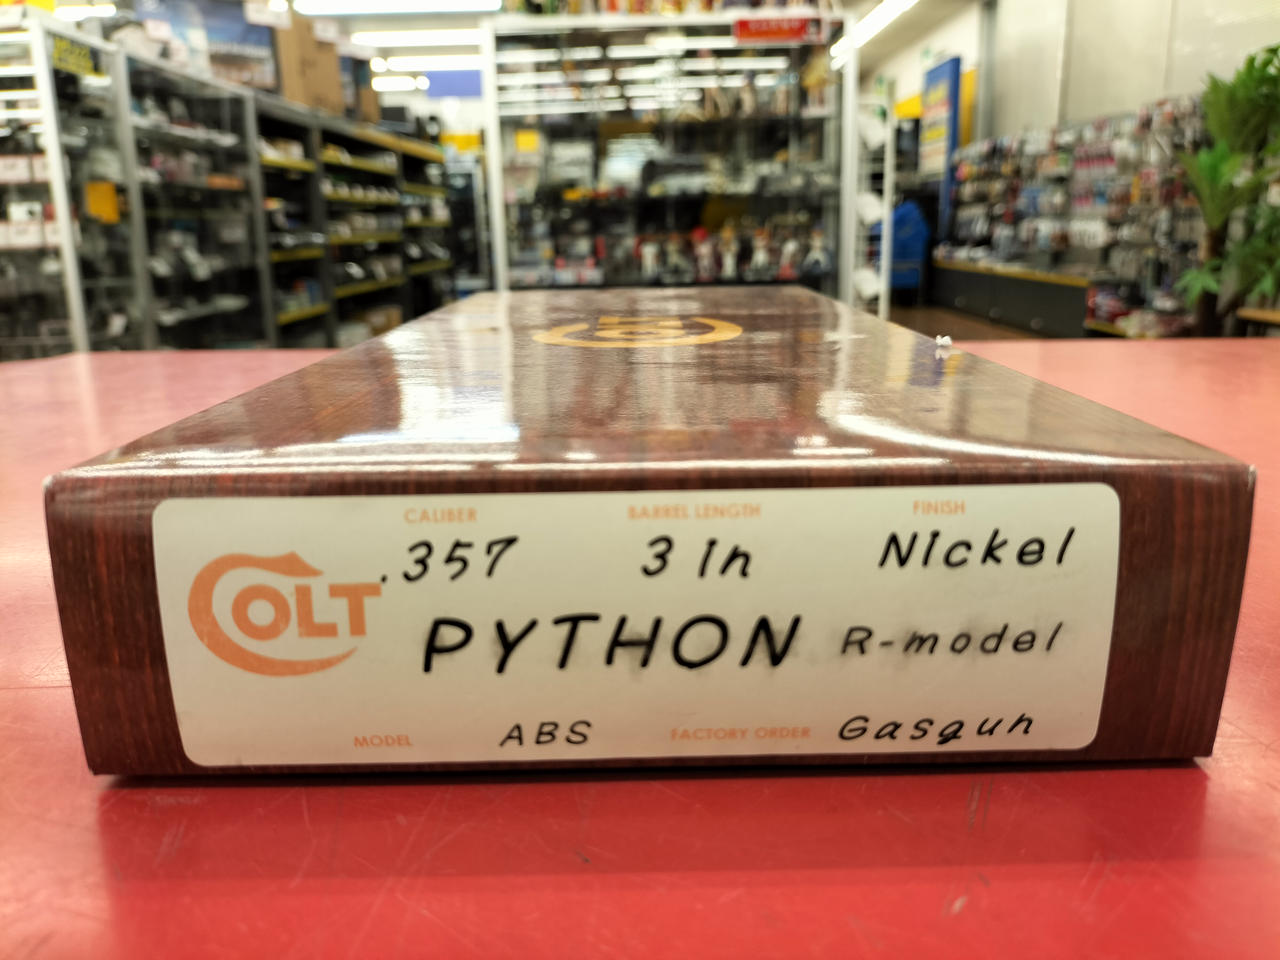 CALIBER BARREL LENGTH FINISH
.357 3 in Nickel
COLT
PYTHON R-model
MODEL ABS FACTORY ORDER Gasgun